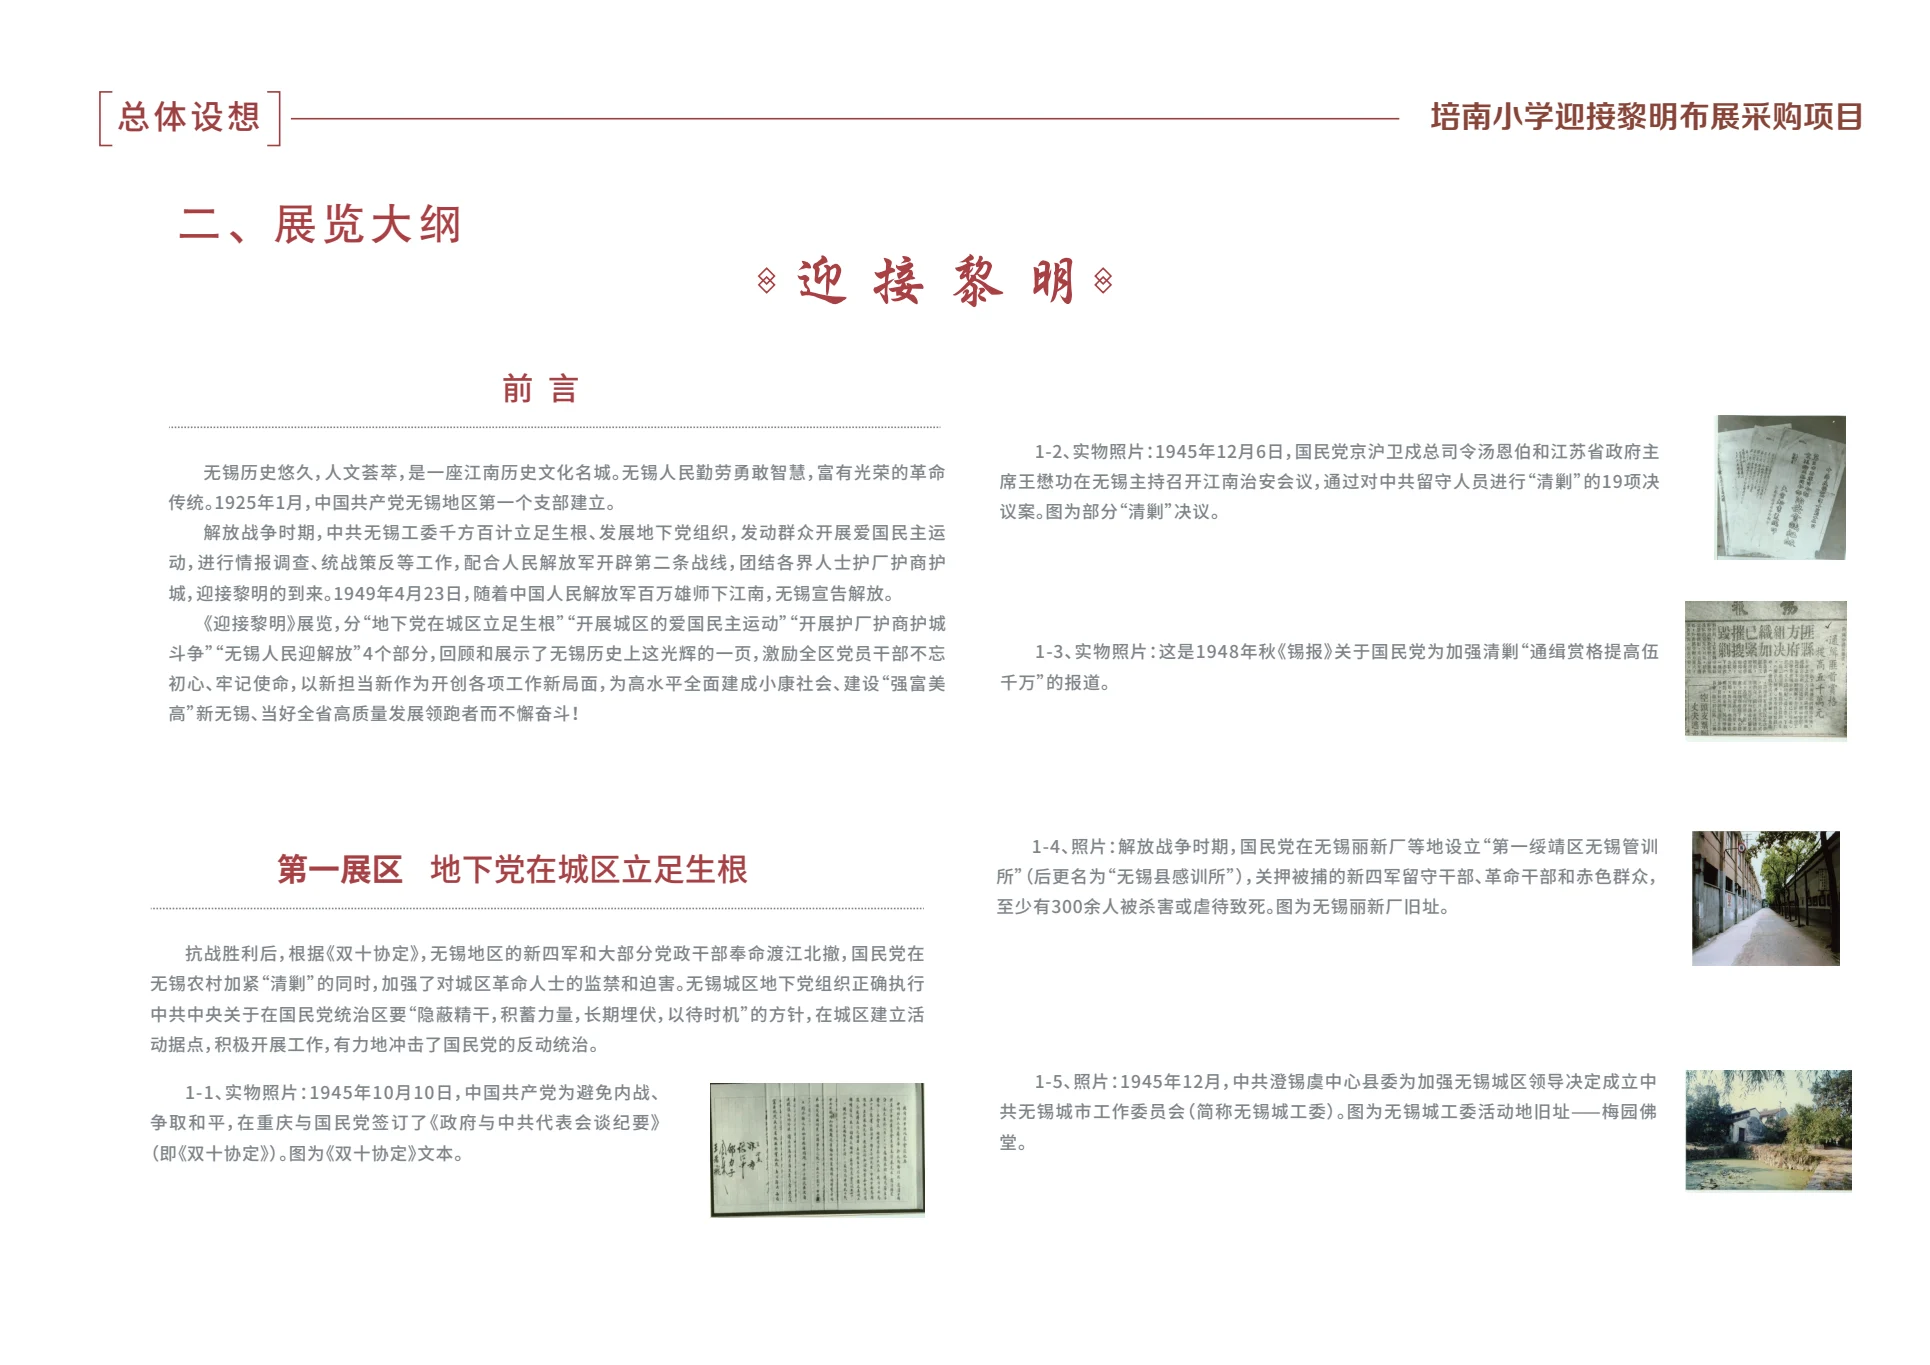 总体设想
培南小学迎接黎明布展采购项目
二、展览大纲
迎接黎明
前 言
无锡历史悠久，人文荟萃，是一座江南历史文化名城。无锡人民勤劳勇敢智慧，富有光荣的革命
传统。1925年1月，中国共产党无锡地区第一个支部建立。
解放战争时期，中共无锡工委千方百计立足生根、发展地下党组织，发动群众开展爱国民主运
动，进行情报调查、统战策反等工作，配合人民解放军开辟第二条战线，团结各界人士护厂护商护
城，迎接黎明的到来。1949年4月23日，随着中国人民解放军百万雄师下江南，无锡宣告解放。
《迎接黎明》展览，分“地下党在城区立足生根”“开展城区的爱国民主运动”“开展护厂护商护城
斗争”“无锡人民迎解放”4个部分，回顾和展示了无锡历史上这光辉的一页，激励全区党员干部不忘
初心、牢记使命，以新担当新作为开创各项工作新局面，为高水平全面建成小康社会、建设“强富美
高”新无锡、当好全省高质量发展领跑者而不懈奋斗！
第一展区 地下党在城区立足生根
抗战胜利后，根据《双十协定》，无锡地区的新四军和大部分党政干部奉命渡江北撤，国民党在
无锡农村加紧“清剿”的同时，加强了对城区革命人士的监禁和迫害。无锡城区地下党组织正确执行
中共中央关于在国民党统治区要“隐蔽精干，积蓄力量，长期埋伏，以待时机”的方针，在城区建立活
动据点，积极开展工作，有力地冲击了国民党的反动统治。
1-1、实物照片：1945年10月10日，中国共产党为避免内战、
争取和平，在重庆与国民党签订了《政府与中共代表会谈纪要》
（即《双十协定》）。图为《双十协定》文本。
1-2、实物照片：1945年12月6日，国民党京沪卫戍总司令汤恩伯和江苏省政府主
席王懋功在无锡主持召开江南治安会议，通过对中共留守人员进行“清剿”的19项决
议案。图为部分“清剿”决议。
1-3、实物照片：这是1948年秋《锡报》关于国民党为加强清剿“通缉赏格提高伍
千万”的报道。
1-4、照片：解放战争时期，国民党在无锡丽新厂等地设立“第一绥靖区无锡管训
所”（后更名为“无锡县感训所”），关押被捕的新四军留守干部、革命干部和赤色群众，
至少有300余人被杀害或虐待致死。图为无锡丽新厂旧址。
1-5、照片：1945年12月，中共澄锡虞中心县委为加强无锡城区领导决定成立中
共无锡城市工作委员会（简称无锡城工委）。图为无锡城工委活动地旧址——梅园佛
堂。